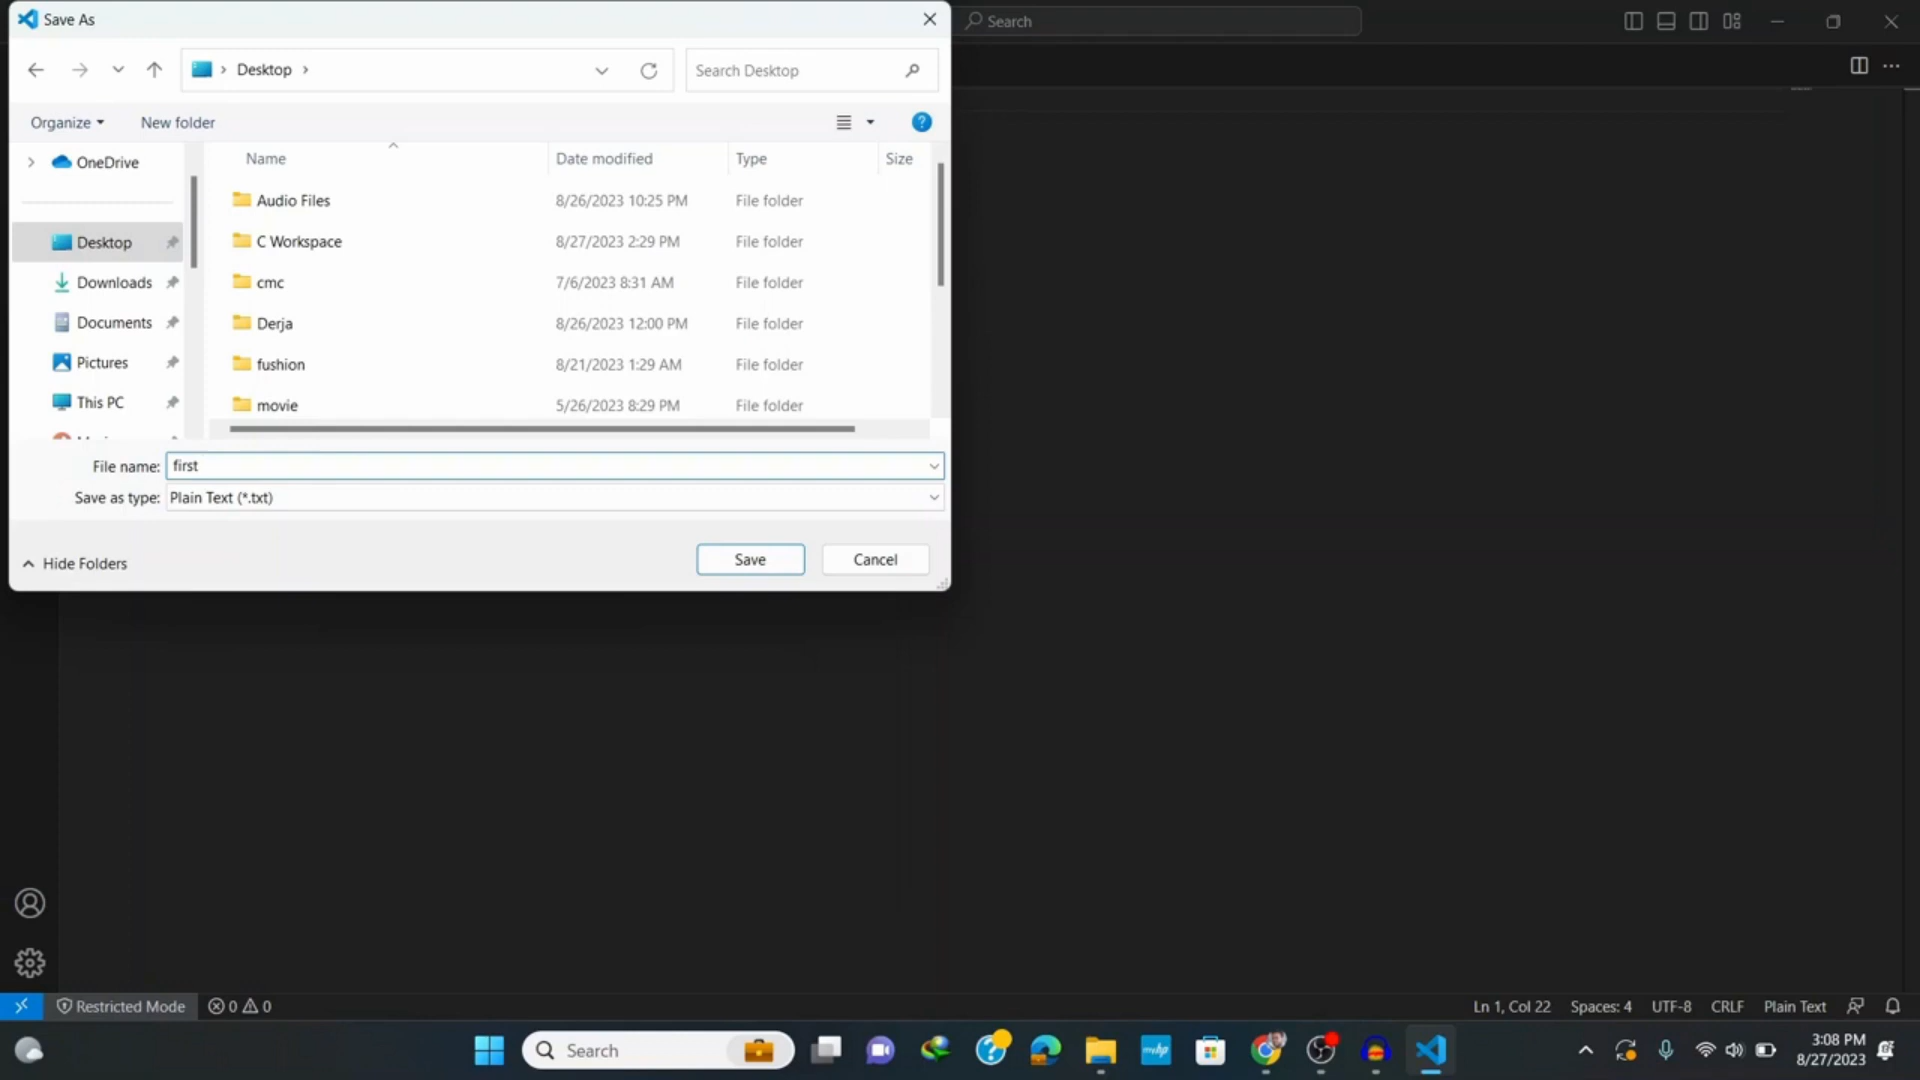 Save As
Search
Desktop
Search Desktop
Organize
New folder
Name
Date modified
Type
Size
OneDrive
Audio Files
8/26/2023 10:25 PM
File folder
Desktop
C Workspace
8/27/2023 2:29 PM
File folder
Downloads
cmc
7/6/2023 8:31 AM
File folder
Documents
Derja
8/26/2023 12:00 PM
File folder
Pictures
fushion
8/21/2023 1:29 AM
File folder
This PC
movie
5/26/2023 8:29 PM
File folder
File name: first
Save as type: Plain Text (*.txt)
Hide Folders
Save
Cancel
Restricted Mode
0
0
Ln 1, Col 22
Spaces: 4
UTF-8
CRLF
Plain Text
Search
myhp
3:08 PM
8/27/2023